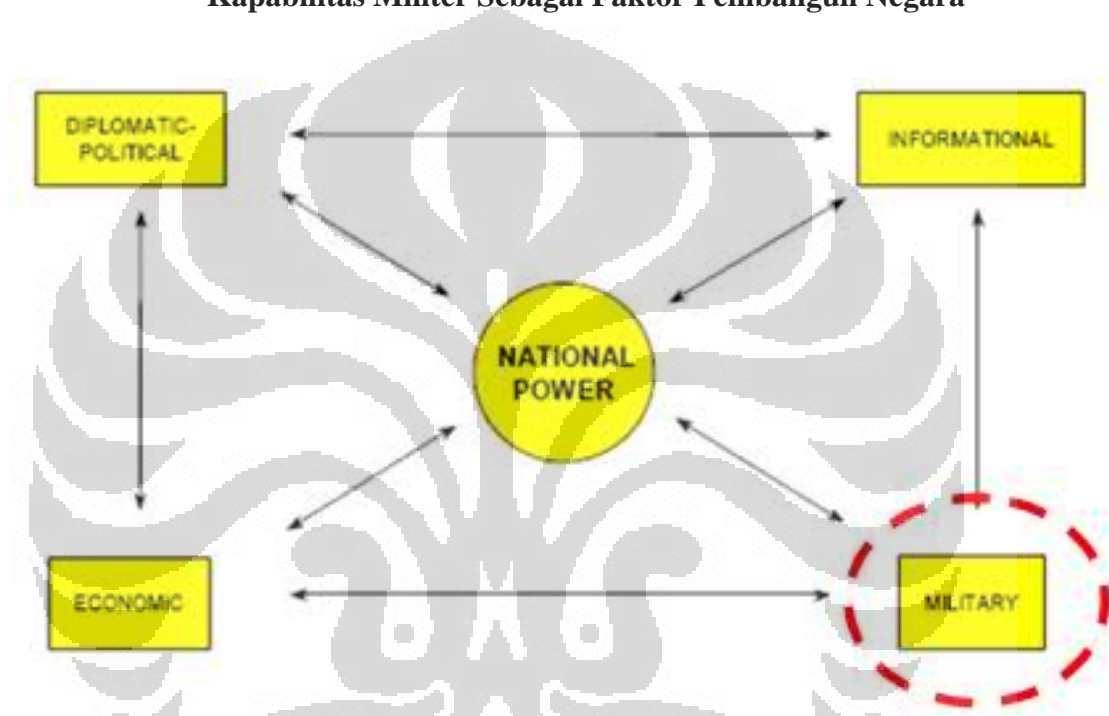 Kapabilitas Militer Sebagai Faktor Pembangun Negara
DIPLOMATIC-
POLITICAL
INFORMATIONAL
NATIONAL
POWER
ECONOMIC
MILITARY